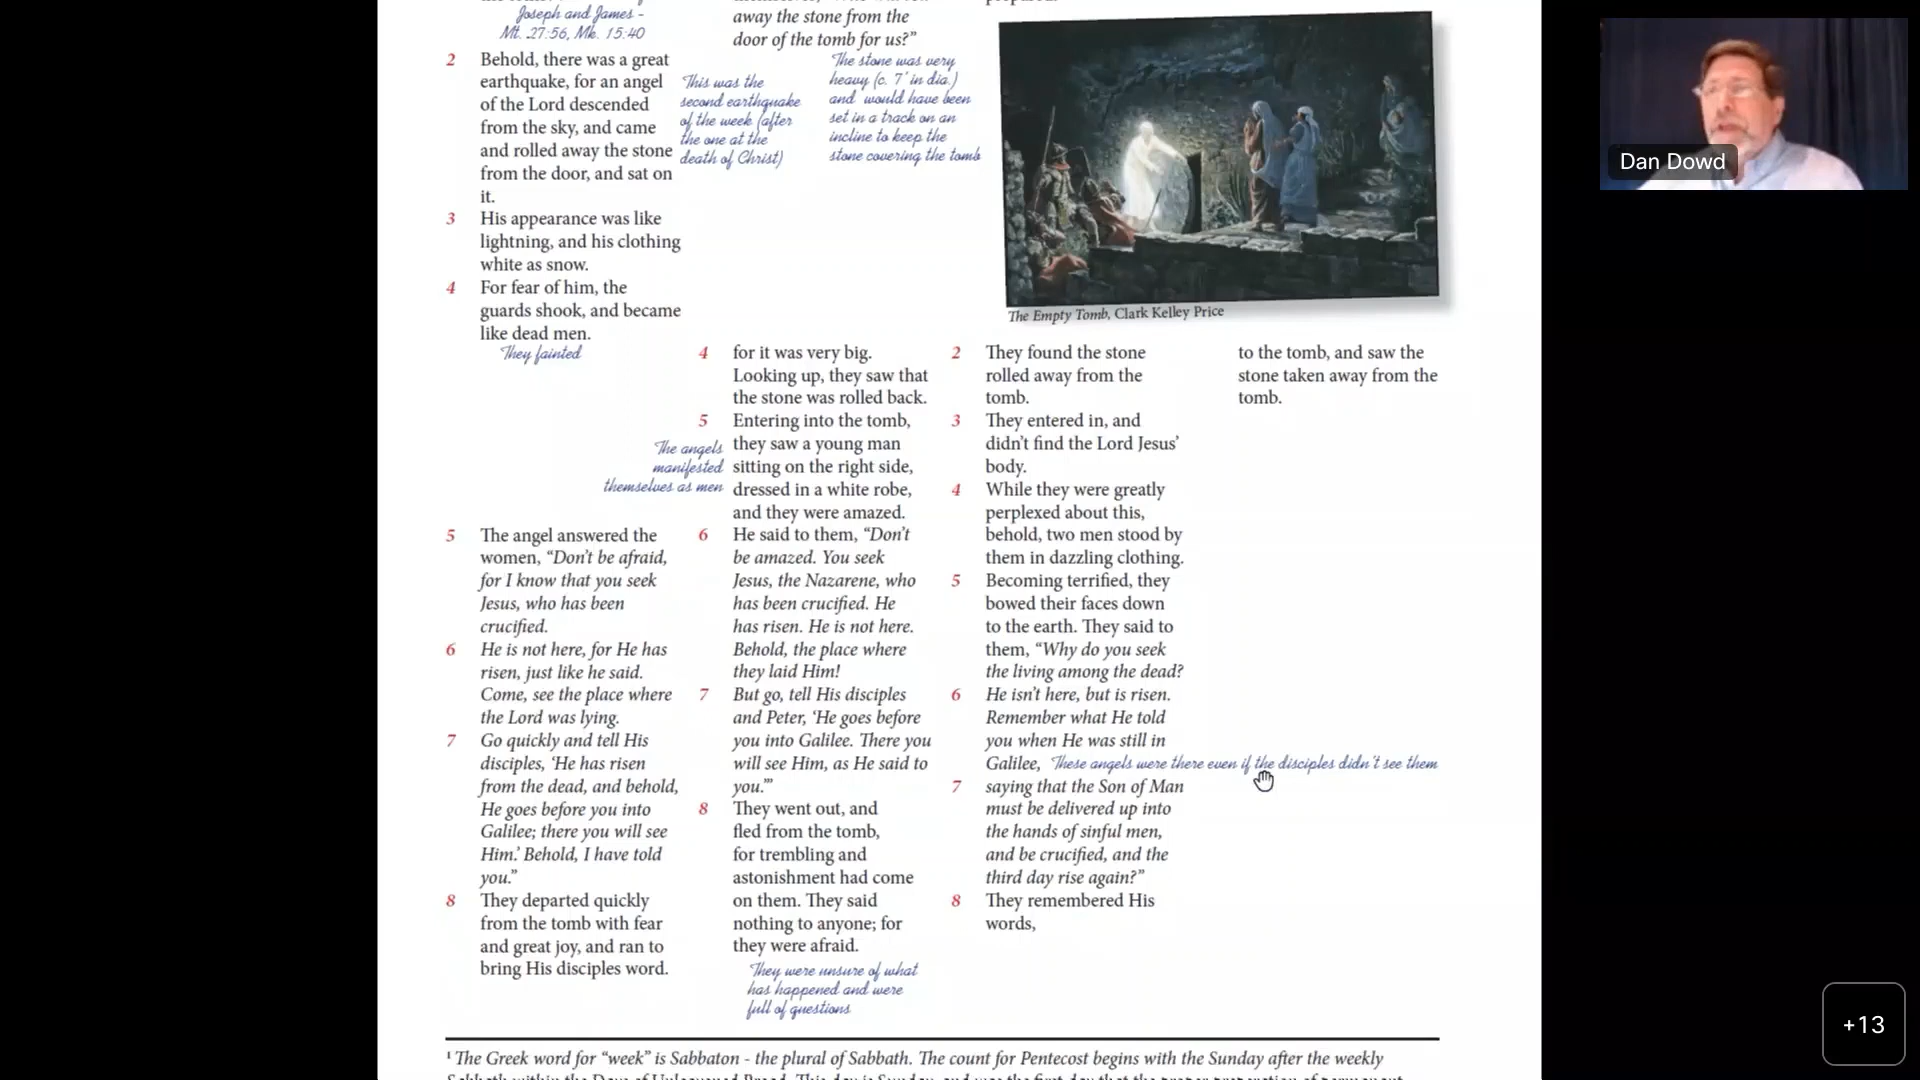 Joseph and James -
Mt. 27:56, Mk. 15:40
2 Behold, there was a great
earthquake, for an angel
of the Lord descended
from the sky, and came
and rolled away the stone
from the door, and sat on
it.
3 His appearance was like
lightning, and his clothing
white as snow.
4 For fear of him, the
guards shook, and became
like dead men.
They fainted
This was the
second earthquake
of the week (after
the one at the
death of Christ)
5 The angel answered the
women, “Don’t be afraid,
for I know that you seek
Jesus, who has been
crucified.
6 He is not here, for He has
risen, just like he said.
Come, see the place where
the Lord was lying.
7 Go quickly and tell His
disciples, ‘He has risen
from the dead, and behold,
He goes before you into
Galilee; there you will see
Him.’ Behold, I have told
you.”
8 They departed quickly
from the tomb with fear
and great joy, and ran to
bring His disciples word.
away the stone from the
door of the tomb for us?”
The stone was very
heavy (c. 7' in dia.)
and would have been
set in a track on an
incline to keep the
stone covering the tomb
4 for it was very big.
Looking up, they saw that
the stone was rolled back.
5 Entering into the tomb,
they saw a young man
sitting on the right side,
dressed in a white robe,
and they were amazed.
The angels
manifested
themselves as men
6 He said to them, “Don’t
be amazed. You seek
Jesus, the Nazarene, who
has been crucified. He
has risen. He is not here.
Behold, the place where
they laid Him!
7 But go, tell His disciples
and Peter, ‘He goes before
you into Galilee. There you
will see Him, as He said to
you.’”
8 They went out, and
fled from the tomb,
for trembling and
astonishment had come
on them. They said
nothing to anyone; for
they were afraid.
They were unsure of what
has happened and were
full of questions
prepared.
The Empty Tomb, Clark Kelley Price
2 They found the stone
rolled away from the
tomb.
3 They entered in, and
didn’t find the Lord Jesus’
body.
4 While they were greatly
perplexed about this,
behold, two men stood by
them in dazzling clothing.
5 Becoming terrified, they
bowed their faces down
to the earth. They said to
them, “Why do you seek
the living among the dead?
6 He isn’t here, but is risen.
Remember what He told
you when He was still in
Galilee, These angels were there even if the disciples didn't see them
7 saying that the Son of Man
must be delivered up into
the hands of sinful men,
and be crucified, and the
third day rise again?”
8 They remembered His
words,
to the tomb, and saw the
stone taken away from the
tomb.
1 The Greek word for “week” is Sabbaton - the plural of Sabbath. The count for Pentecost begins with the Sunday after the weekly
Dan Dowd
+13